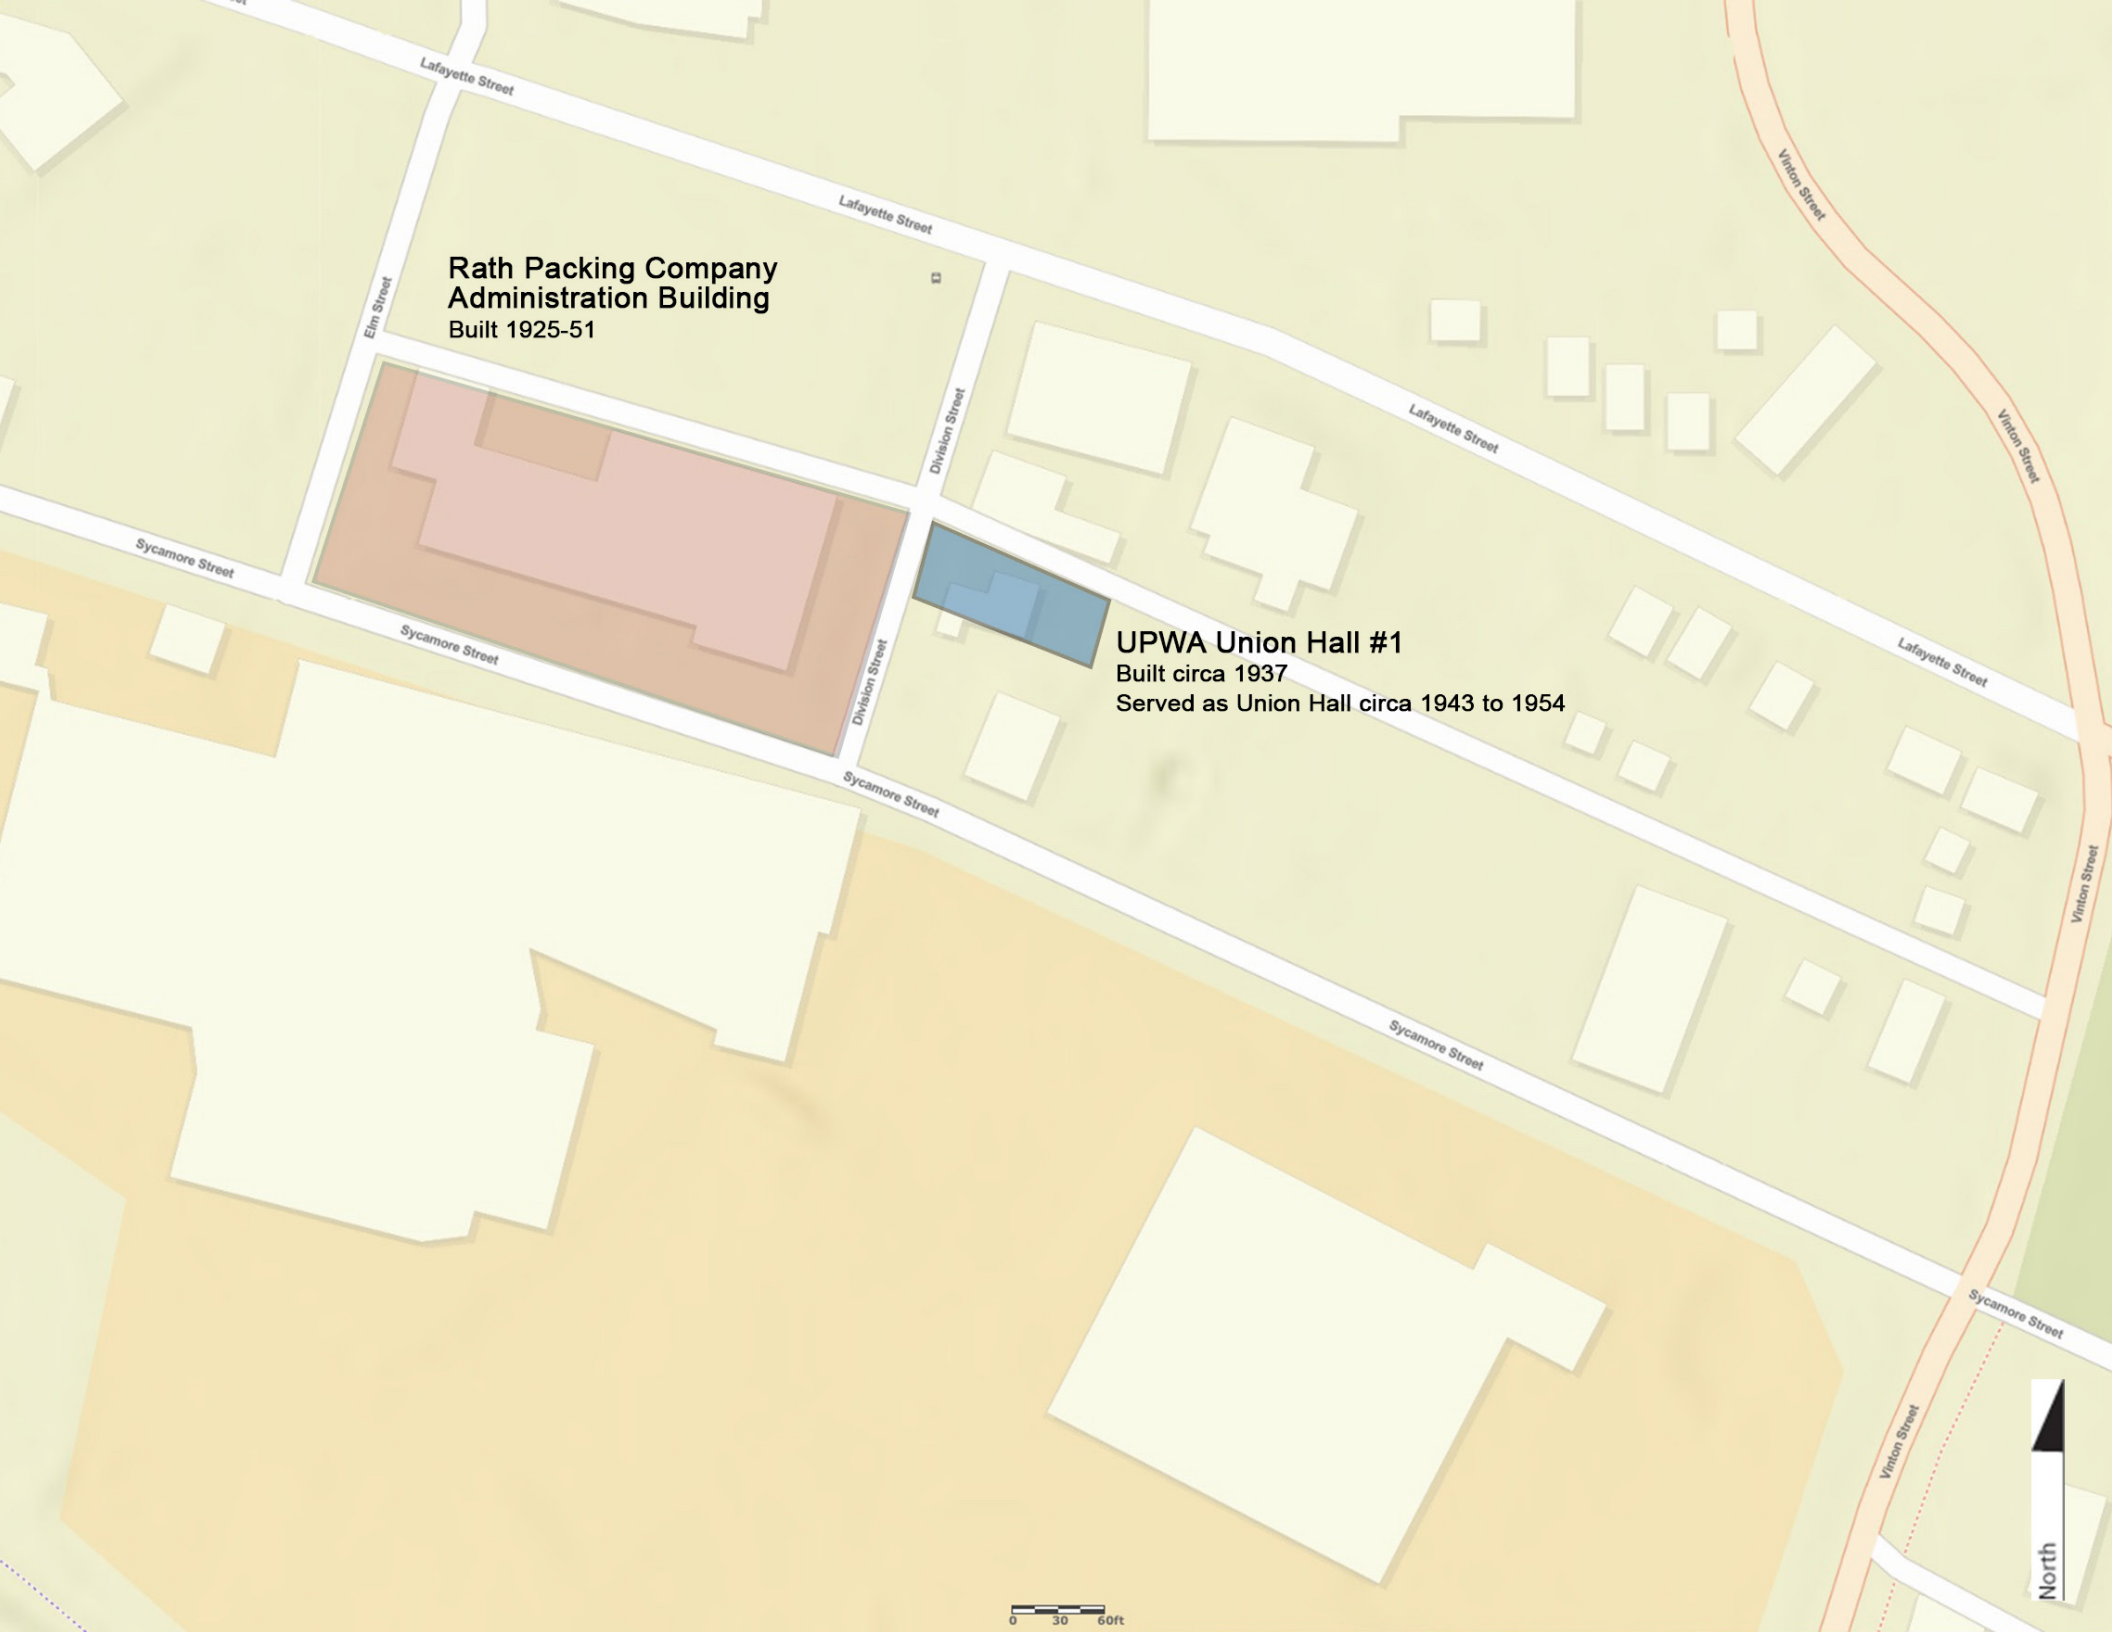 Lafayette Street
Lafayette Street
Vinton Street
Rath Packing Company
Administration Building
Built 1925-51
Elm Street
Division Street
Lafayette Street
Vinton Street
Sycamore Street
Sycamore Street
Division Street
UPWA Union Hall #1
Built circa 1937
Served as Union Hall circa 1943 to 1954
Lafayette Street
Sycamore Street
Vinton Street
Sycamore Street
Sycamore Street
Vinton Street
North
0 30 60ft